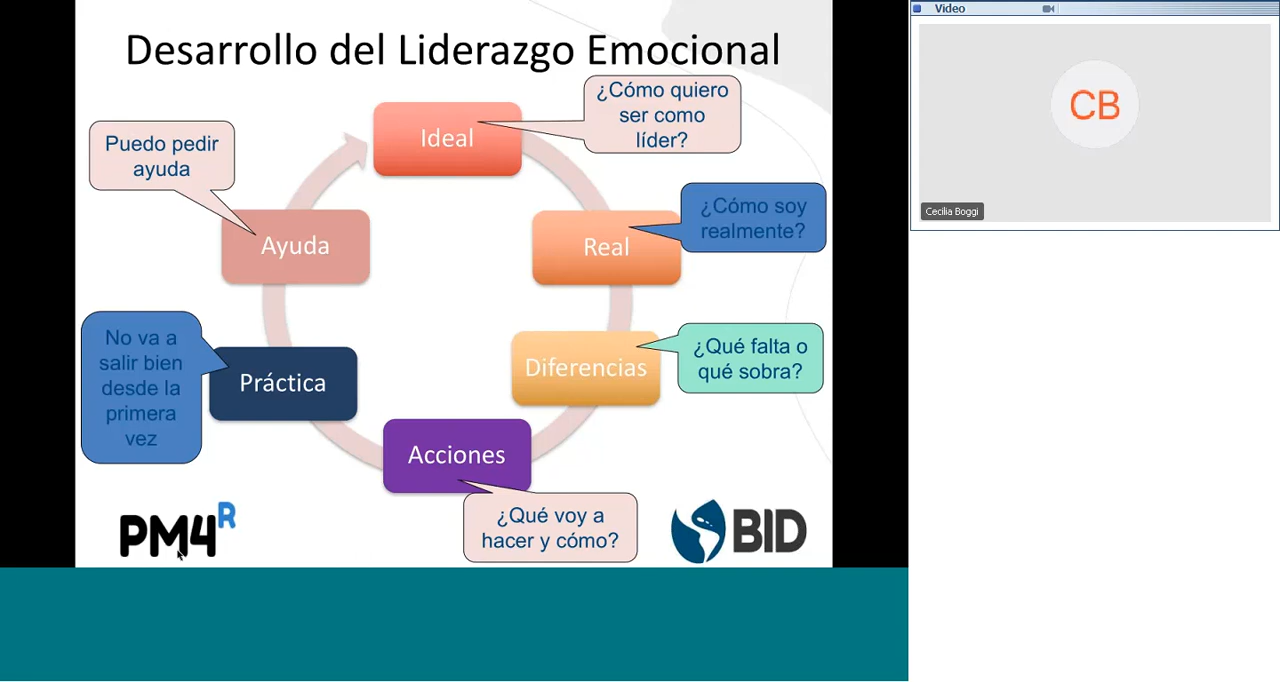 Desarrollo del Liderazgo Emocional
Ideal
¿Cómo quiero
ser como
líder?
Real
¿Cómo soy
realmente?
Diferencias
¿Qué falta o
qué sobra?
Acciones
¿Qué voy a
hacer y cómo?
Práctica
No va a
salir bien
desde la
primera
vez
Ayuda
Puedo pedir
ayuda
PM4R
BID
Video
CB
Cecilia Boggi